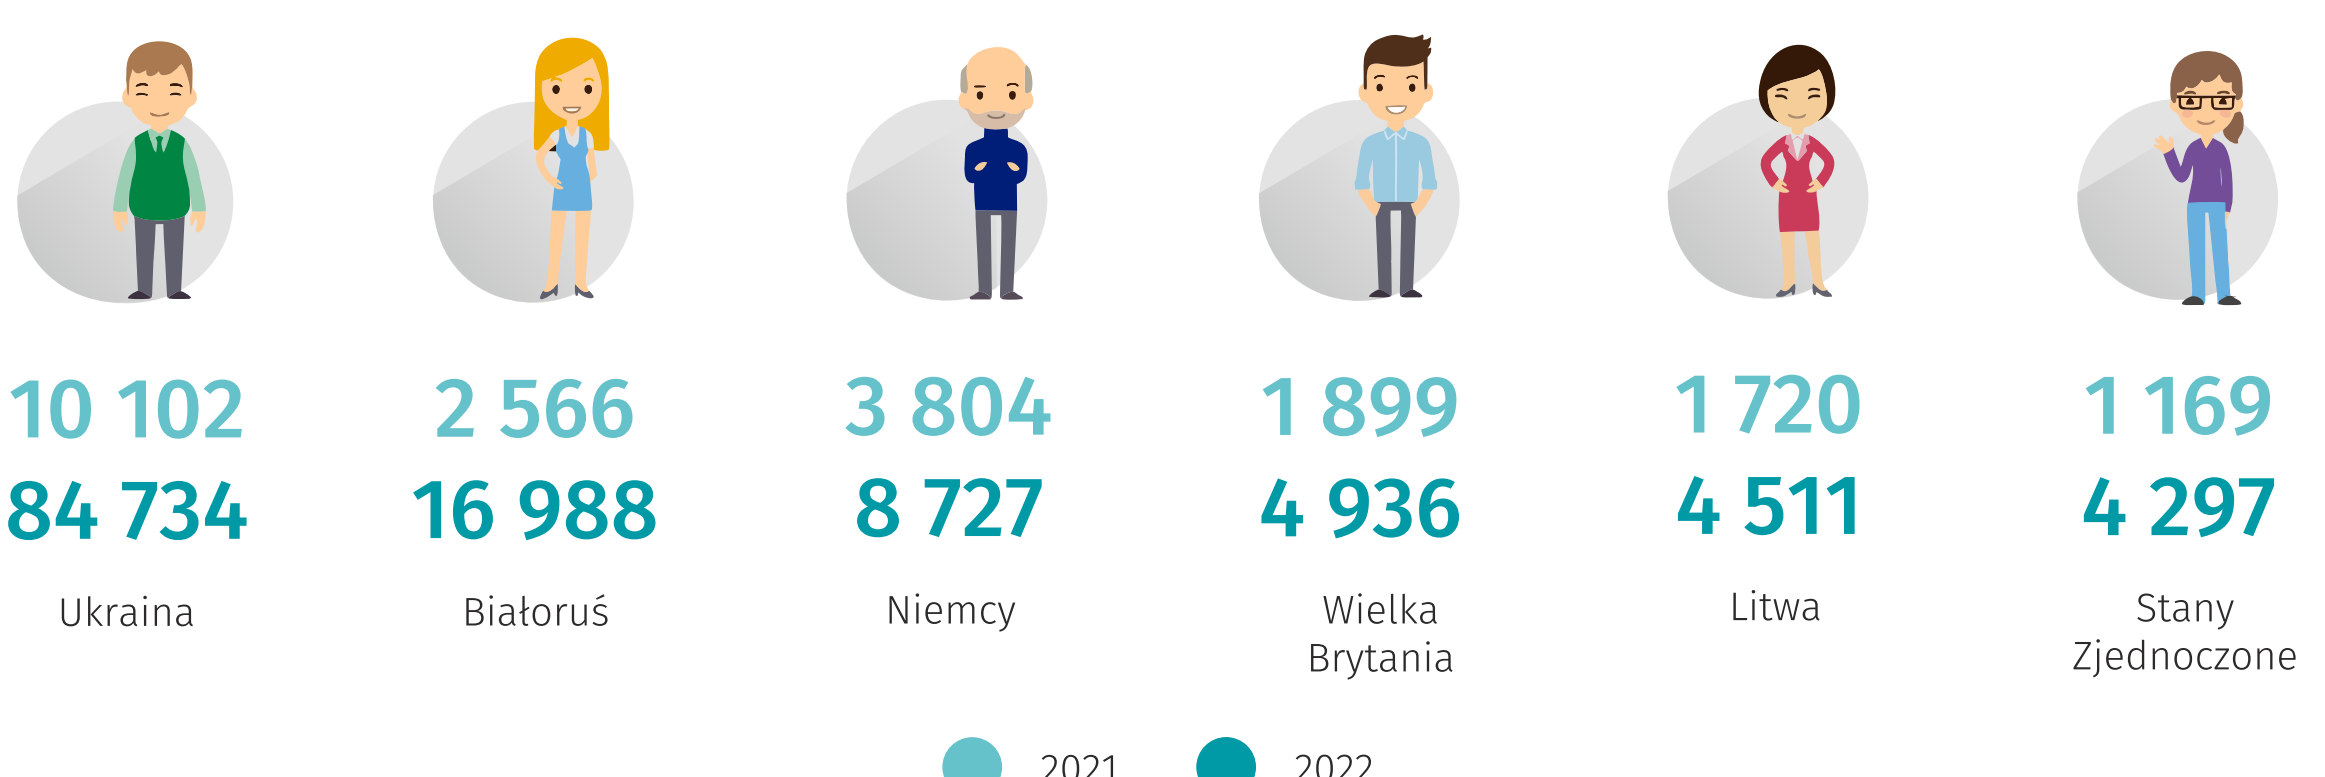 10 102
2 566
3 804
1 899
1 720
1 169
84 734
16 988
8 727
4 936
4 511
4 297
Ukraina
Białoruś
Niemcy
Wielka
Brytania
Litwa
Stany
Zjednoczone
2021
2022